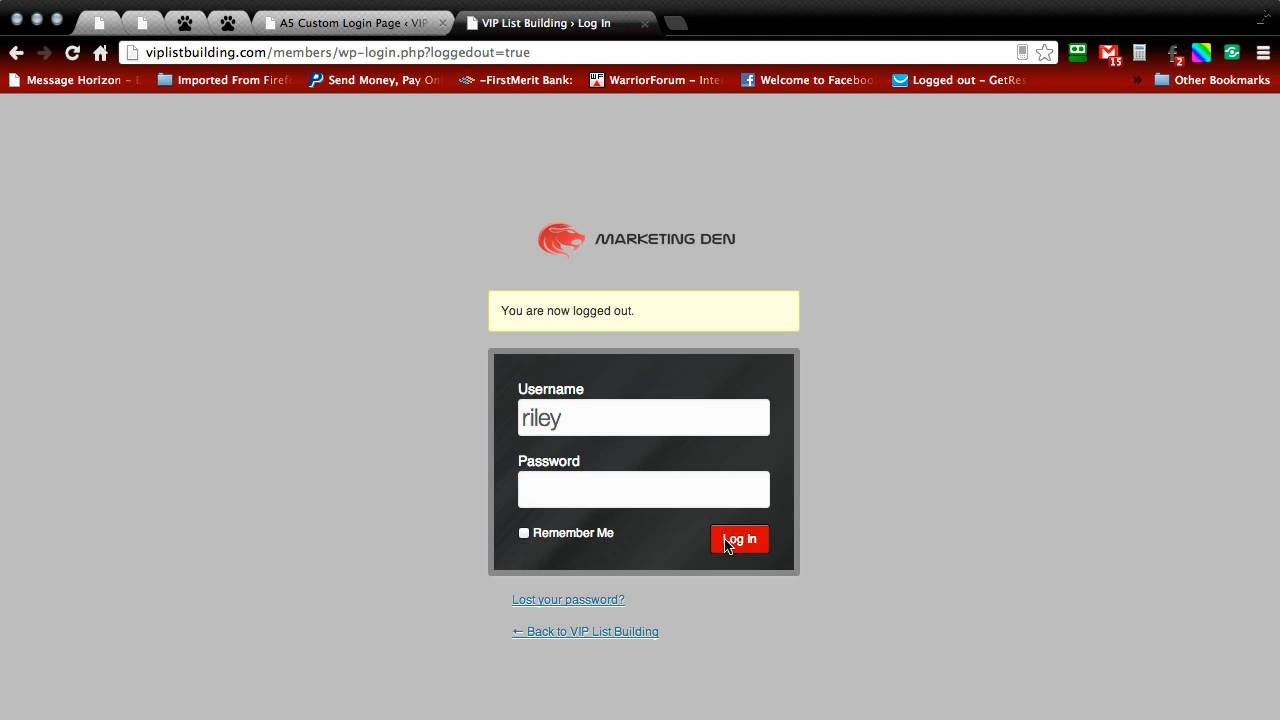 A5 Custom Login Page ‹ VIP
VIP List Building › Log In
viplistbuilding.com/members/wp-login.php?loggedout=true
15
2
Message Horizon –
Imported From Firef
Send Money, Pay On
–FirstMerit Bank:
WarriorForum – Inte
Welcome to Faceboo
Logged out – GetRes
»
Other Bookmarks
MARKETING DEN
You are now logged out.
Username
riley
Password
Remember Me
Log In
Lost your password?
← Back to VIP List Building